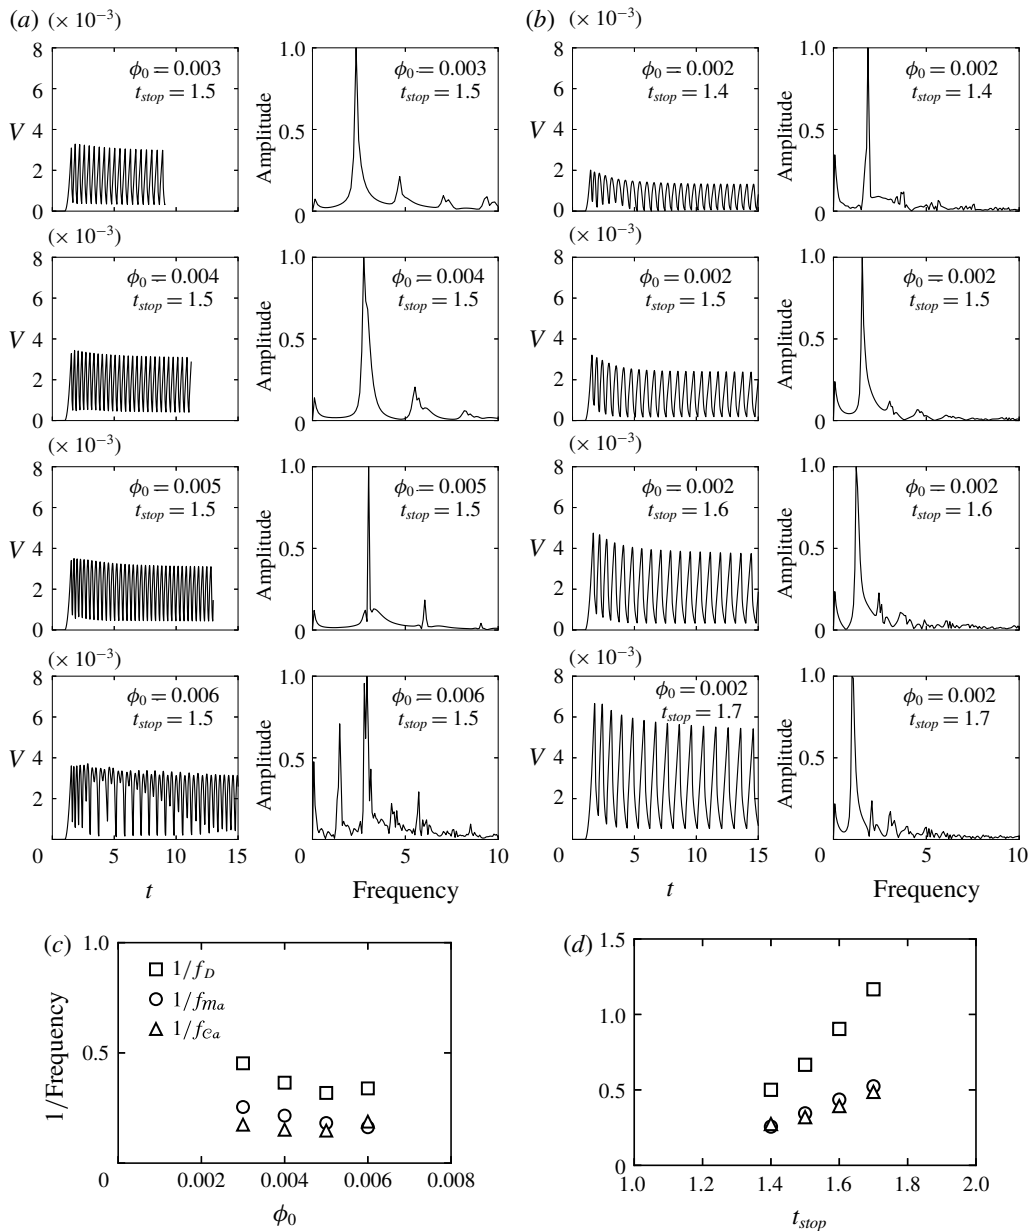 (a) (× 10⁻³)
8
6
V 4
2
0
ϕ₀ = 0.003
t_stop = 1.5
Amplitude
1.0
0.5
0
ϕ₀ = 0.003
t_stop = 1.5
(b) (× 10⁻³)
8
6
V 4
2
0
ϕ₀ = 0.002
t_stop = 1.4
Amplitude
1.0
0.5
0
ϕ₀ = 0.002
t_stop = 1.4
(× 10⁻³)
8
6
V 4
2
0
ϕ₀ = 0.004
t_stop = 1.5
Amplitude
1.0
0.5
0
ϕ₀ = 0.004
t_stop = 1.5
(× 10⁻³)
8
6
V 4
2
0
ϕ₀ = 0.002
t_stop = 1.5
Amplitude
1.0
0.5
0
ϕ₀ = 0.002
t_stop = 1.5
(× 10⁻³)
8
6
V 4
2
0
ϕ₀ = 0.005
t_stop = 1.5
Amplitude
1.0
0.5
0
ϕ₀ = 0.005
t_stop = 1.5
(× 10⁻³)
8
6
V 4
2
0
ϕ₀ = 0.002
t_stop = 1.6
Amplitude
1.0
0.5
0
ϕ₀ = 0.002
t_stop = 1.6
(× 10⁻³)
8
6
V 4
2
ϕ₀ = 0.006
t_stop = 1.5
0 5 10 15
t
Amplitude
1.0
0.5
ϕ₀ = 0.006
t_stop = 1.5
0 5 10
Frequency
(× 10⁻³)
8
6
V 4
2
ϕ₀ = 0.002
t_stop = 1.7
0 5 10 15
t
Amplitude
1.0
0.5
ϕ₀ = 0.002
t_stop = 1.7
0 5 10
Frequency
(c)
1/Frequency
1.0
0.5
1/f_D
1/f_Ma
1/f_Ca
0 0.002 0.004 0.006 0.008
ϕ₀
(d)
1.5
1.0
0.5
0
1.0 1.2 1.4 1.6 1.8 2.0
t_stop